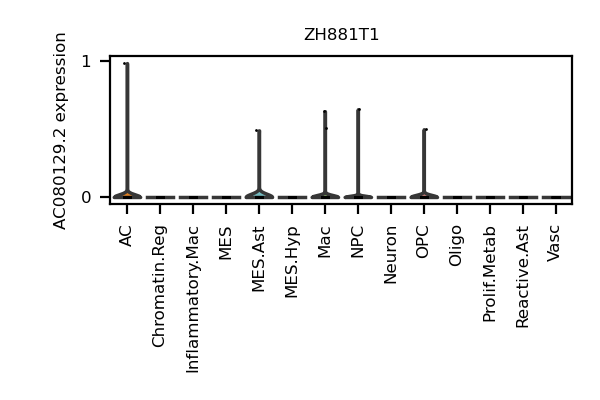 ZH881T1
AC080129.2 expression
1
0
AC
Chromatin.Reg
Inflammatory.Mac
MES
MES.Ast
MES.Hyp
Mac
NPC
Neuron
OPC
Oligo
Prolif.Metab
Reactive.Ast
Vasc